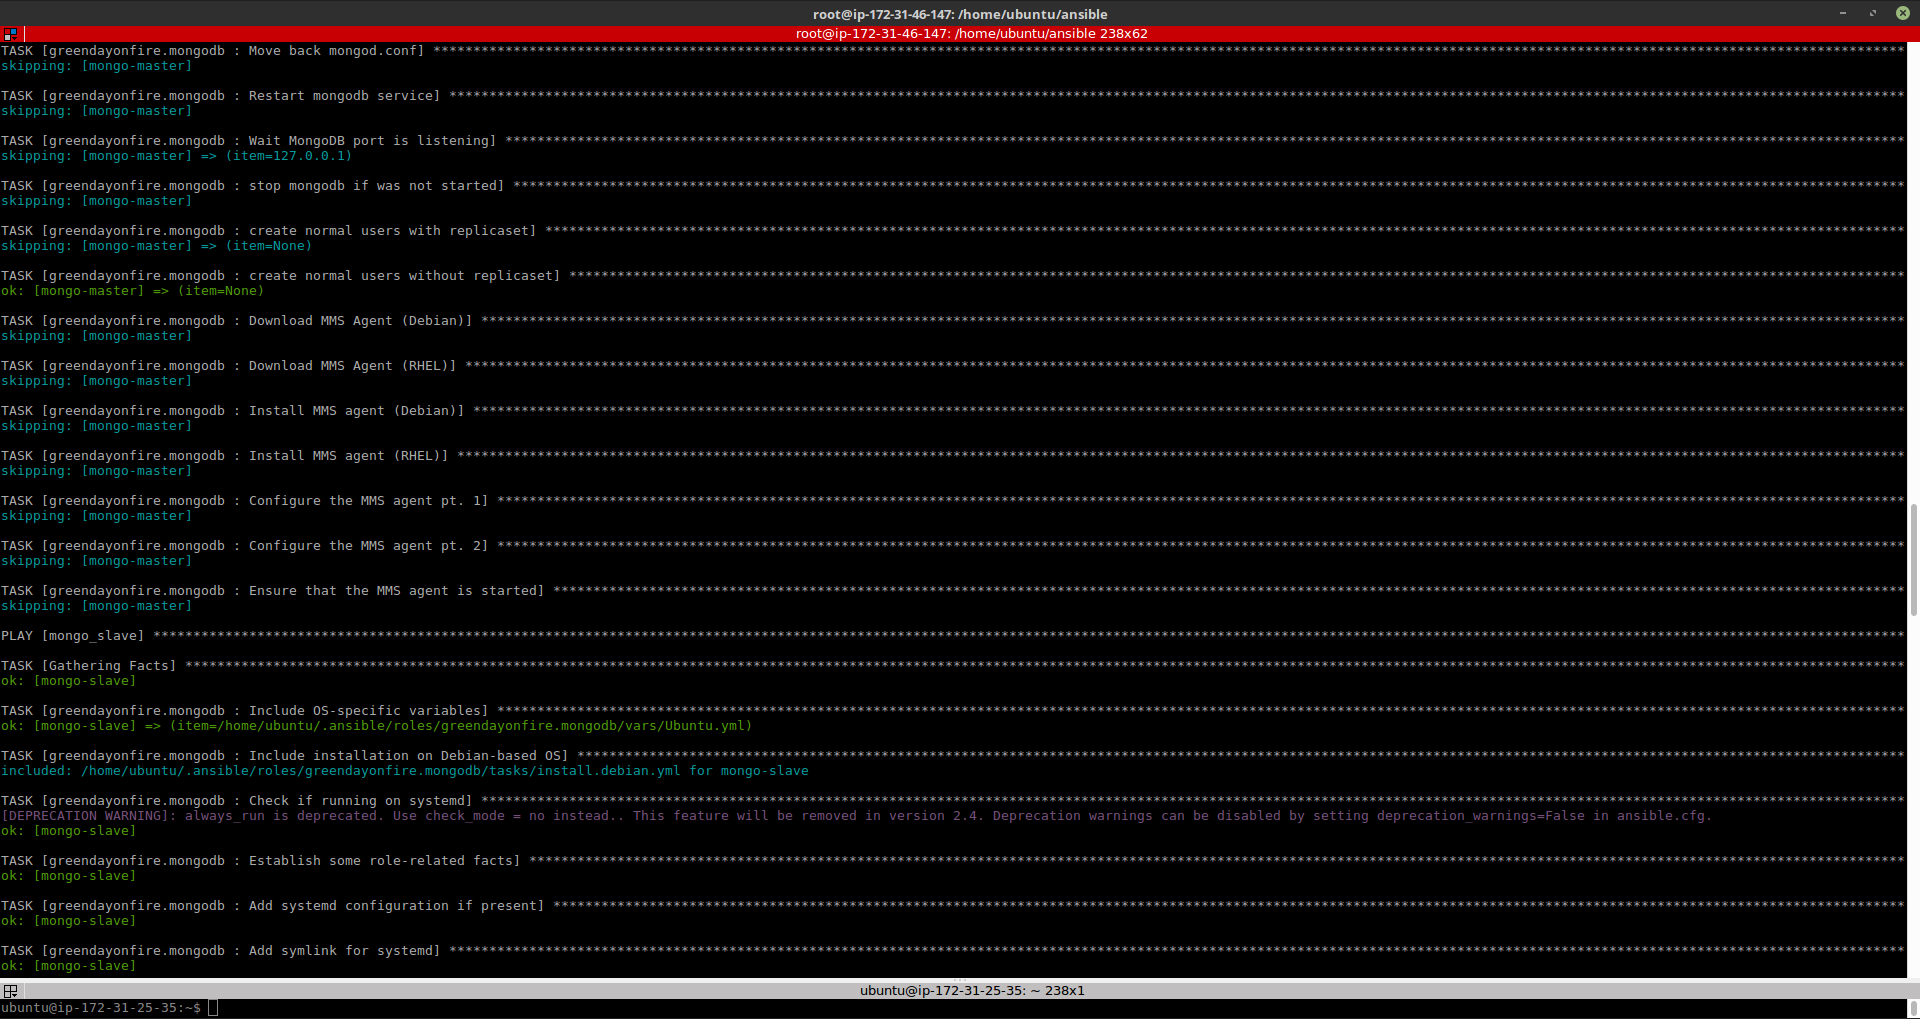 root@ip-172-31-46-147: /home/ubuntu/ansible
root@ip-172-31-46-147: /home/ubuntu/ansible 238x62
TASK [greendayonfire.mongodb : Move back mongod.conf] ****
skipping: [mongo-master]
TASK [greendayonfire.mongodb : Restart mongodb service] ****
skipping: [mongo-master]
TASK [greendayonfire.mongodb : Wait MongoDB port is listening] ****
skipping: [mongo-master] => (item=127.0.0.1)
TASK [greendayonfire.mongodb : stop mongodb if was not started] ****
skipping: [mongo-master]
TASK [greendayonfire.mongodb : create normal users with replicaset] ****
skipping: [mongo-master] => (item=None)
TASK [greendayonfire.mongodb : create normal users without replicaset] ****
ok: [mongo-master] => (item=None)
TASK [greendayonfire.mongodb : Download MMS Agent (Debian)] ****
skipping: [mongo-master]
TASK [greendayonfire.mongodb : Download MMS Agent (RHEL)] ****
skipping: [mongo-master]
TASK [greendayonfire.mongodb : Install MMS agent (Debian)] ****
skipping: [mongo-master]
TASK [greendayonfire.mongodb : Install MMS agent (RHEL)] ****
skipping: [mongo-master]
TASK [greendayonfire.mongodb : Configure the MMS agent pt. 1] ****
skipping: [mongo-master]
TASK [greendayonfire.mongodb : Configure the MMS agent pt. 2] ****
skipping: [mongo-master]
TASK [greendayonfire.mongodb : Ensure that the MMS agent is started] ****
skipping: [mongo-master]
PLAY [mongo_slave] ****
TASK [Gathering Facts] ****
ok: [mongo-slave]
TASK [greendayonfire.mongodb : Include OS-specific variables] ****
ok: [mongo-slave] => (item=/home/ubuntu/.ansible/roles/greendayonfire.mongodb/vars/Ubuntu.yml)
TASK [greendayonfire.mongodb : Include installation on Debian-based OS] ****
included: /home/ubuntu/.ansible/roles/greendayonfire.mongodb/tasks/install.debian.yml for mongo-slave
TASK [greendayonfire.mongodb : Check if running on systemd] ****
[DEPRECATION WARNING]: always_run is deprecated. Use check_mode = no instead.. This feature will be removed in version 2.4. Deprecation warnings can be disabled by setting deprecation_warnings=False in ansible.cfg.
ok: [mongo-slave]
TASK [greendayonfire.mongodb : Establish some role-related facts] ****
ok: [mongo-slave]
TASK [greendayonfire.mongodb : Add systemd configuration if present] ****
ok: [mongo-slave]
TASK [greendayonfire.mongodb : Add symlink for systemd] ****
ok: [mongo-slave]
ubuntu@ip-172-31-25-35: ~ 238x1
ubuntu@ip-172-31-25-35:~$